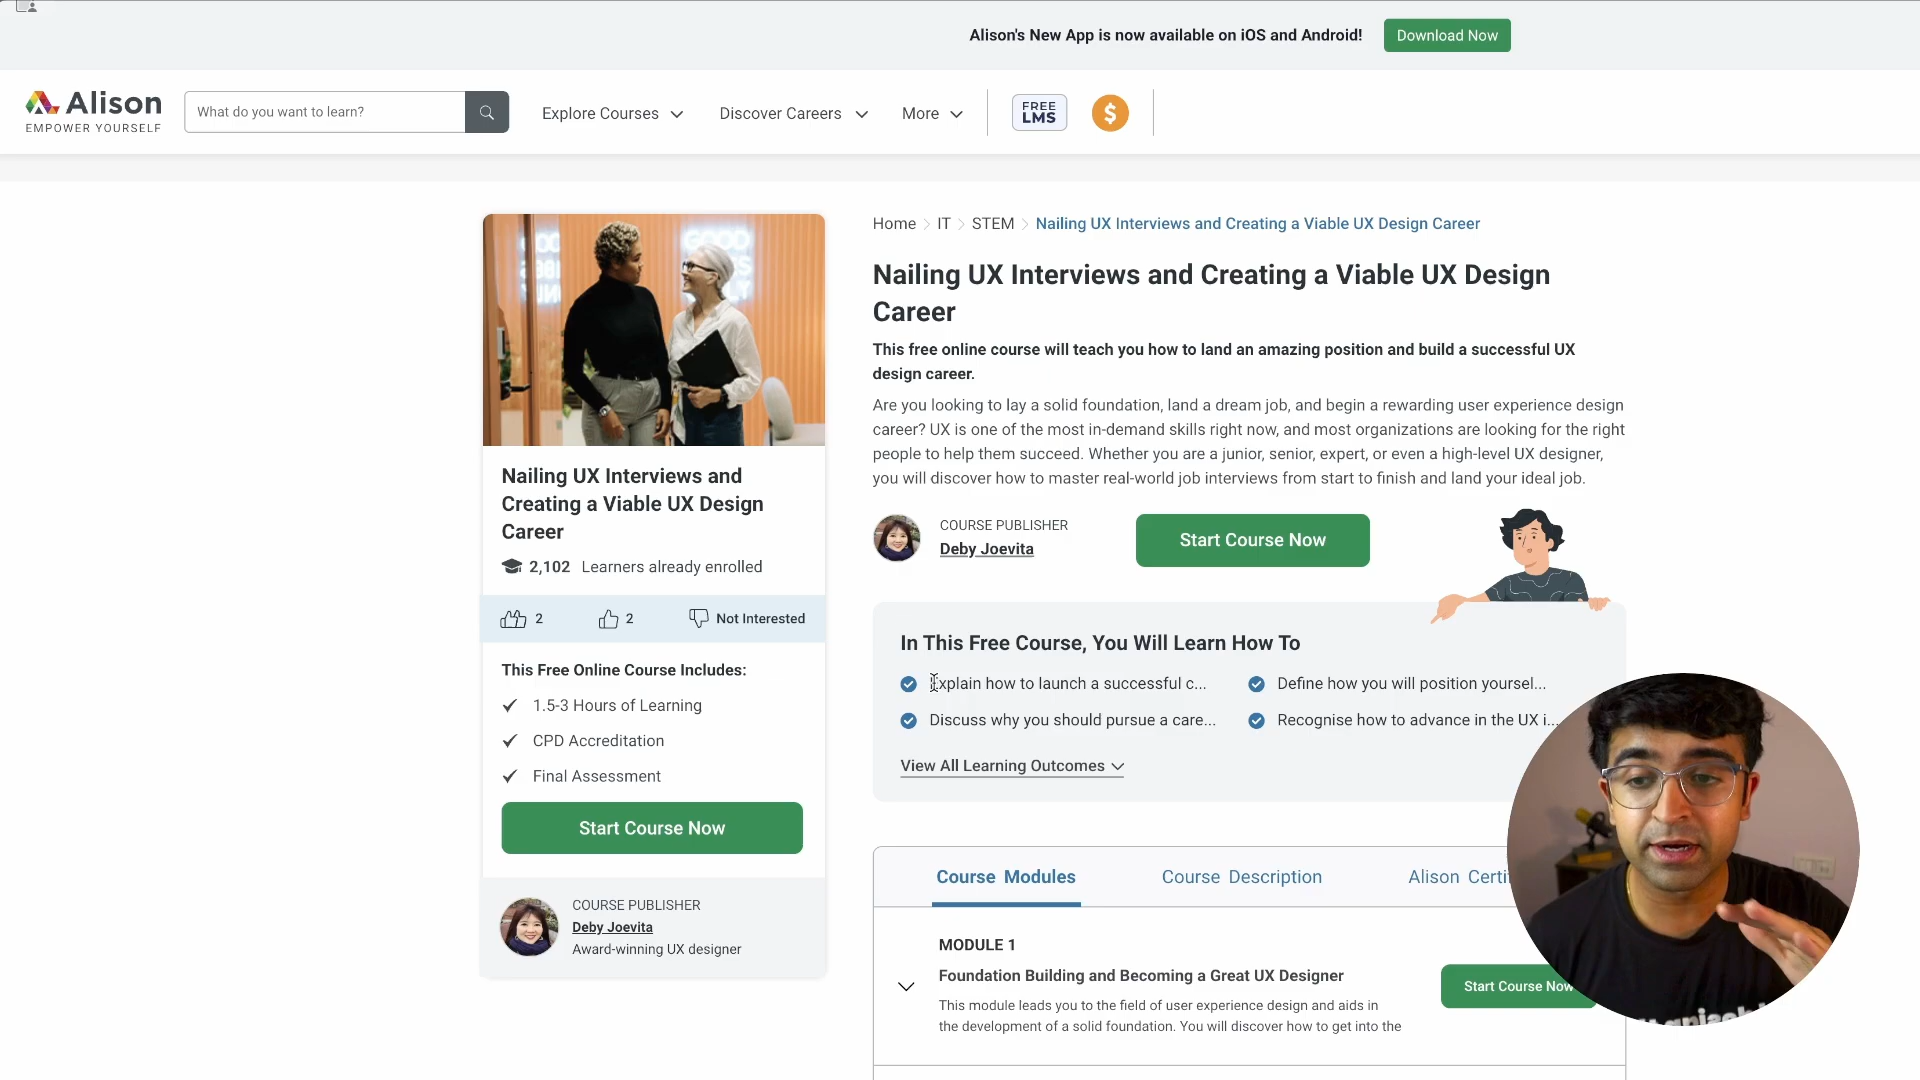 Alison's New App is now available on iOS and Android!
Download Now
Alison
EMPOWER YOURSELF
What do you want to learn?
Explore Courses
Discover Careers
More
FREE
LMS
$
Home
IT
STEM
Nailing UX Interviews and Creating a Viable UX Design Career
Nailing UX Interviews and Creating a Viable UX Design
Career
This free online course will teach you how to land an amazing position and build a successful UX
design career.
Are you looking to lay a solid foundation, land a dream job, and begin a rewarding user experience design
career? UX is one of the most in-demand skills right now, and most organizations are looking for the right
people to help them succeed. Whether you are a junior, senior, expert, or even a high-level UX designer,
you will discover how to master real-world job interviews from start to finish and land your ideal job.
COURSE PUBLISHER
Deby Joevita
Start Course Now
Nailing UX Interviews and
Creating a Viable UX Design
Career
2,102 Learners already enrolled
2
2
Not Interested
This Free Online Course Includes:
1.5-3 Hours of Learning
CPD Accreditation
Final Assessment
Start Course Now
COURSE PUBLISHER
Deby Joevita
Award-winning UX designer
In This Free Course, You Will Learn How To
Explain how to launch a successful c...
Define how you will position yoursel...
Discuss why you should pursue a care...
Recognise how to advance in the UX i...
View All Learning Outcomes
Course Modules
Course Description
Alison Certi
MODULE 1
Foundation Building and Becoming a Great UX Designer
This module leads you to the field of user experience design and aids in
the development of a solid foundation. You will discover how to get into the
Start Course Now